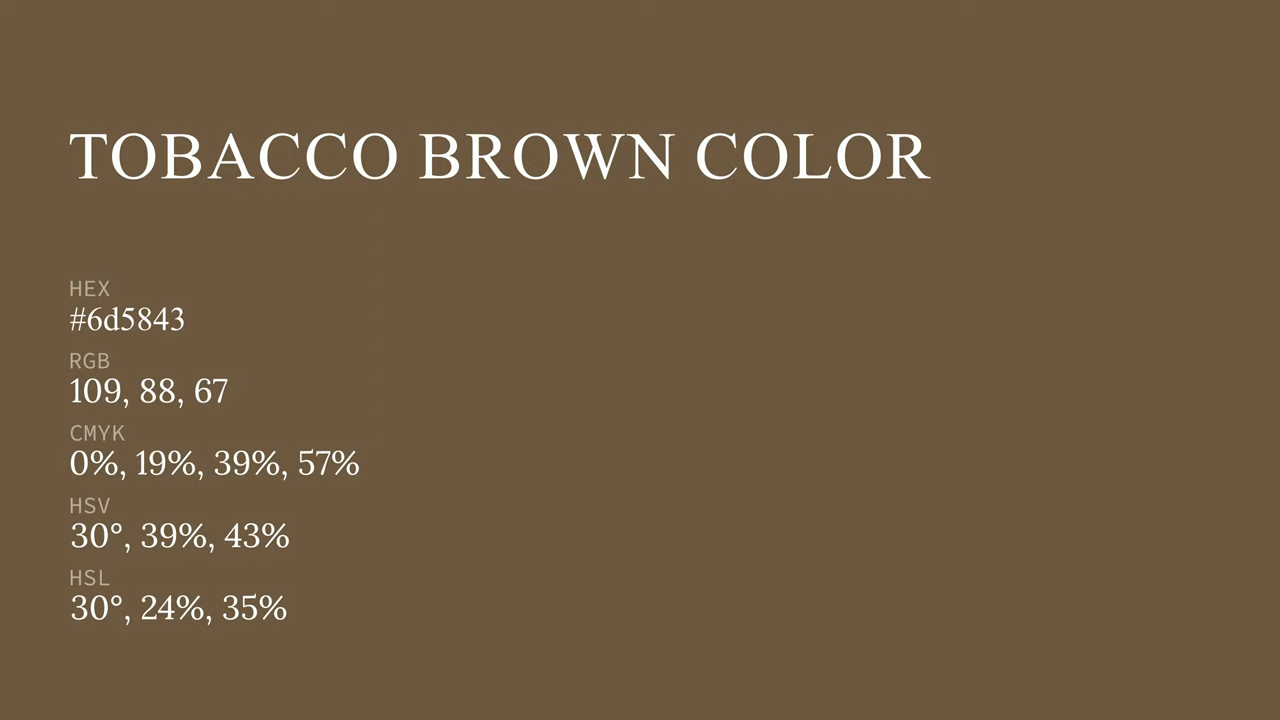 TOBACCO BROWN COLOR
HEX
#6d5843
RGB
109, 88, 67
CMYK
0%, 19%, 39%, 57%
HSV
30°, 39%, 43%
HSL
30°, 24%, 35%